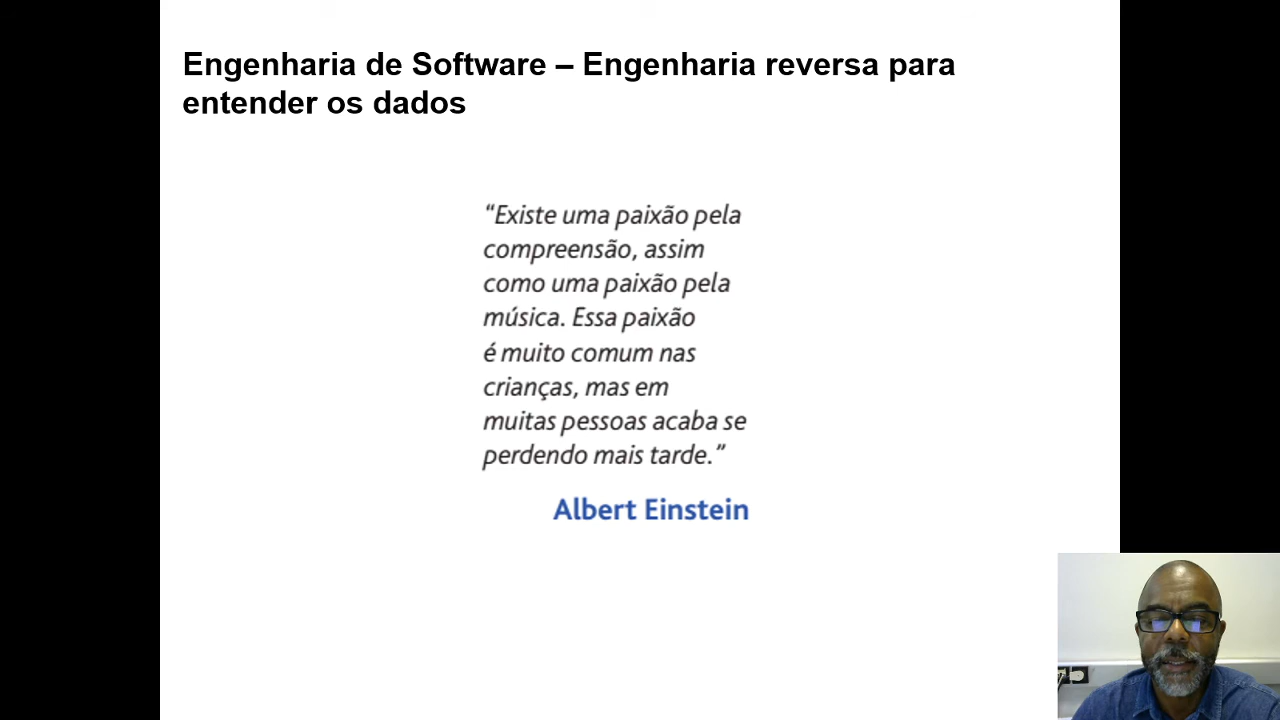 Engenharia de Software – Engenharia reversa para
entender os dados
“Existe uma paixão pela
compreensão, assim
como uma paixão pela
música. Essa paixão
é muito comum nas
crianças, mas em
muitas pessoas acaba se
perdendo mais tarde.”
Albert Einstein